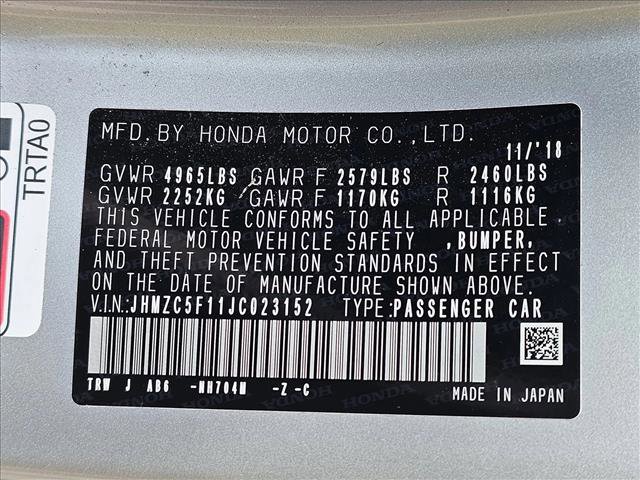 MFD.BY HONDA MOTOR CO.,LTD.
11/'18
GVWR 4965LBS GAWR F 2579LBS R 2460LBS
GVWR 2252KG GAWR F 1170KG R 1116KG
THIS VEHICLE CONFORMS TO ALL APPLICABLE
FEDERAL MOTOR VEHICLE SAFETY ,BUMPER,
AND THEFT PREVENTION STANDARDS IN EFFECT
ON THE DATE OF MANUFACTURE SHOWN ABOVE.
V.IN:JHMZC5F11JC023152 TYPE:PASSENGER CAR
TRW J AB6 -NH704M -Z -C
MADE IN JAPAN
TRTA0